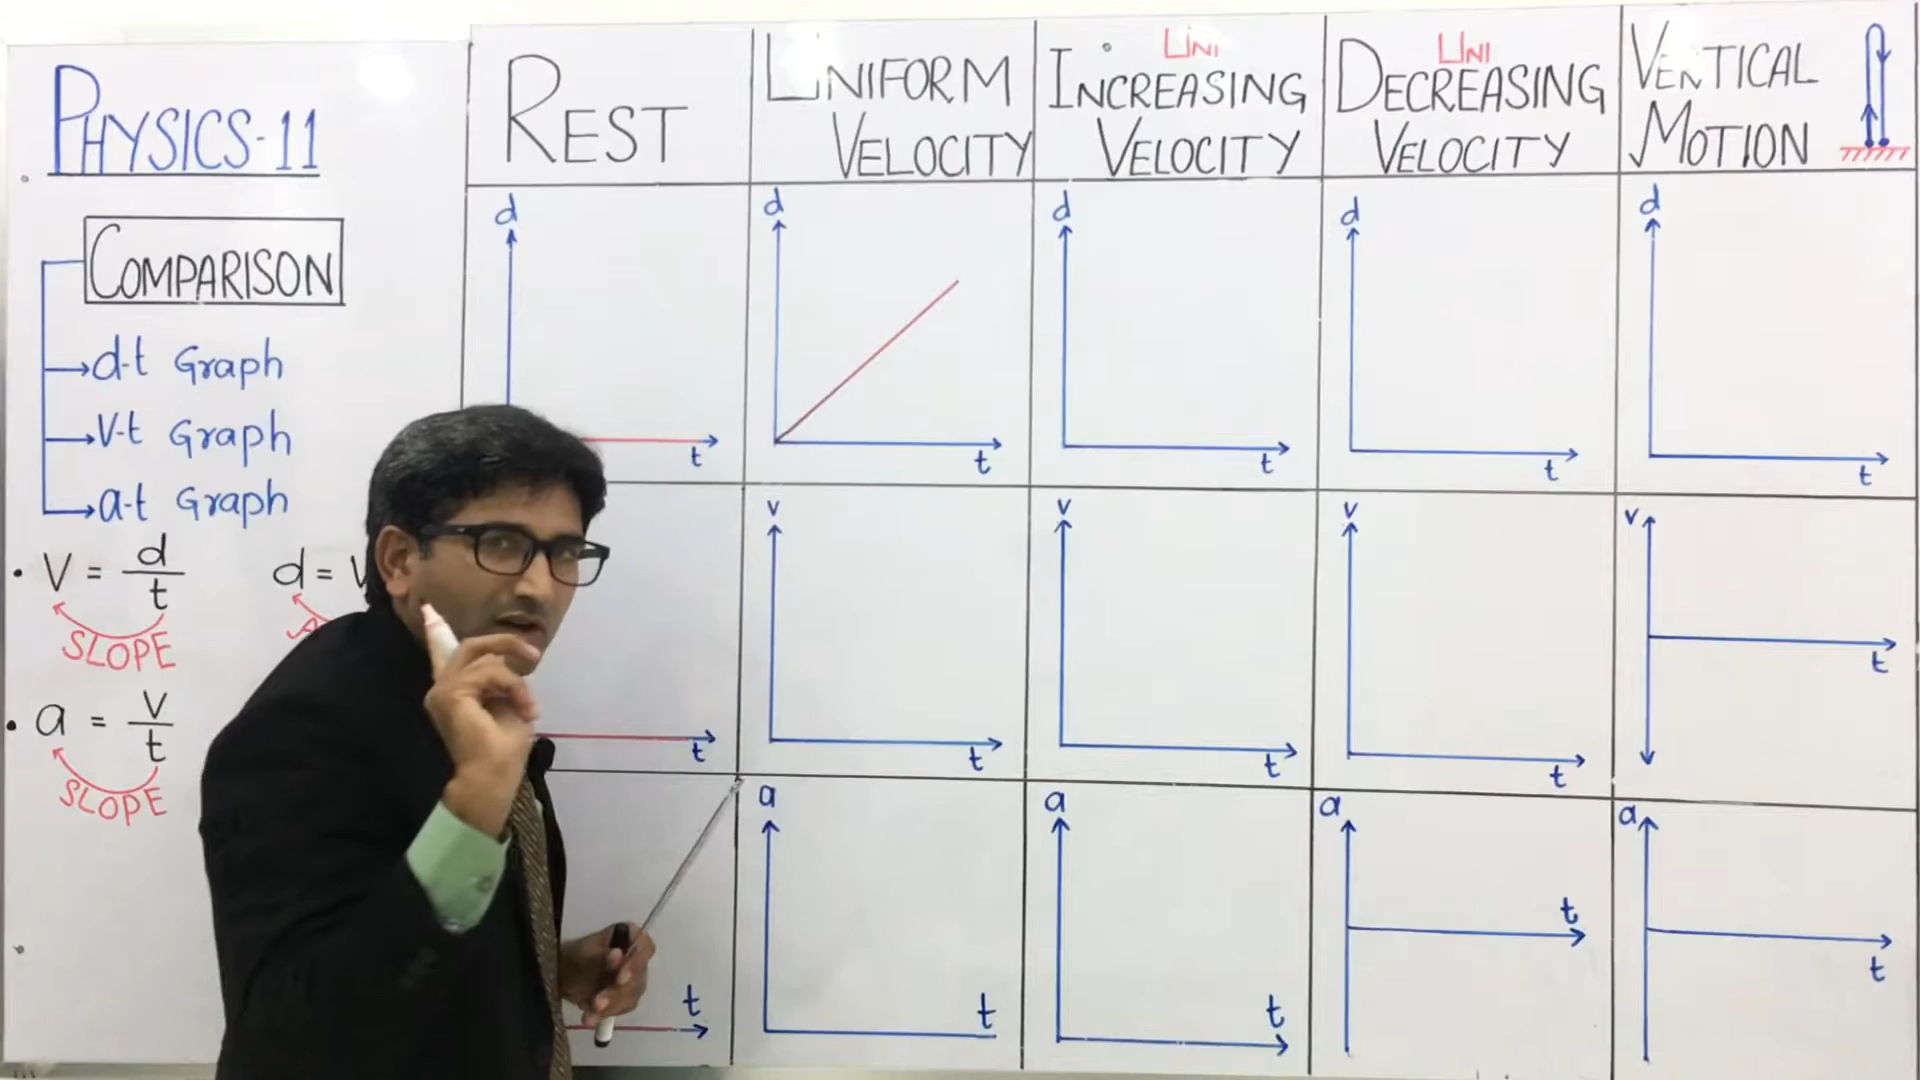 PHYSICS-11
COMPARISON
d-t Graph
v-t Graph
a-t Graph
V = d/t
SLOPE
d = V
a = v/t
SLOPE
REST
UNIFORM
VELOCITY
UNI
INCREASING
VELOCITY
UNI
DECREASING
VELOCITY
VERTICAL
MOTION
d
t
d
t
d
t
d
t
d
t
t
v
t
v
t
v
t
v
t
t
a
t
a
t
a
t
a
t